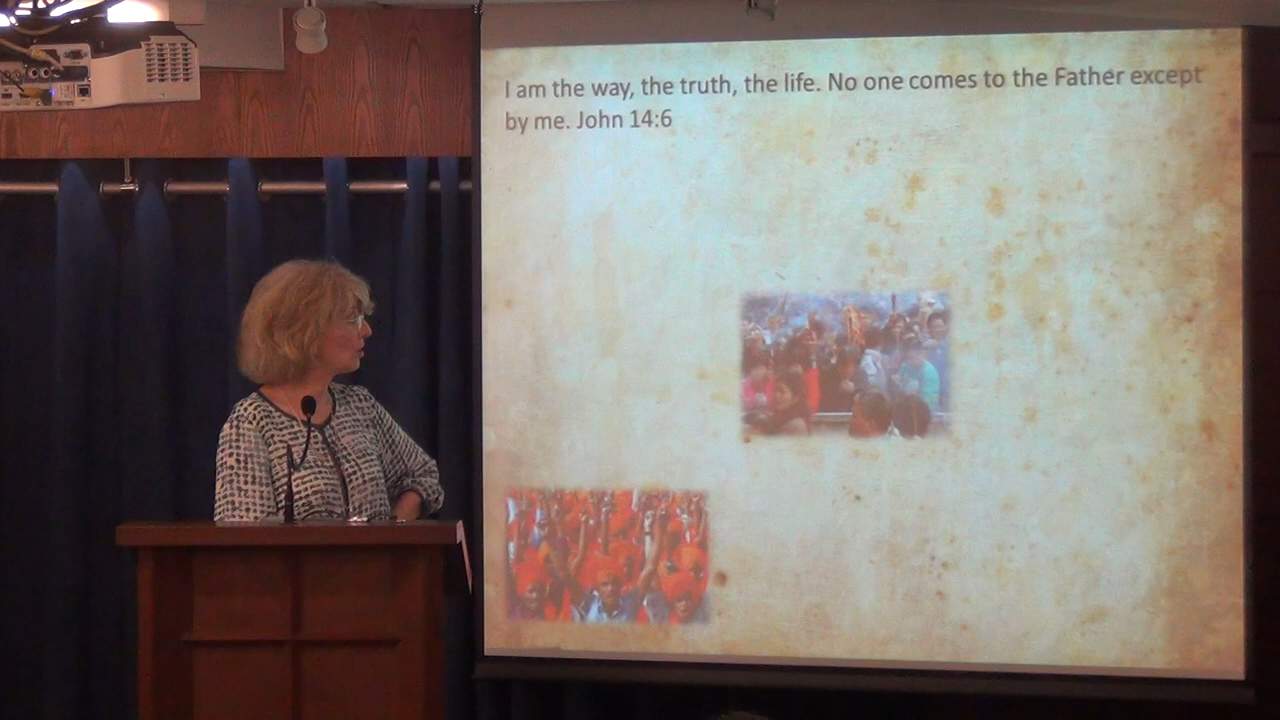 I am the way, the truth, the life. No one comes to the Father except
by me. John 14:6